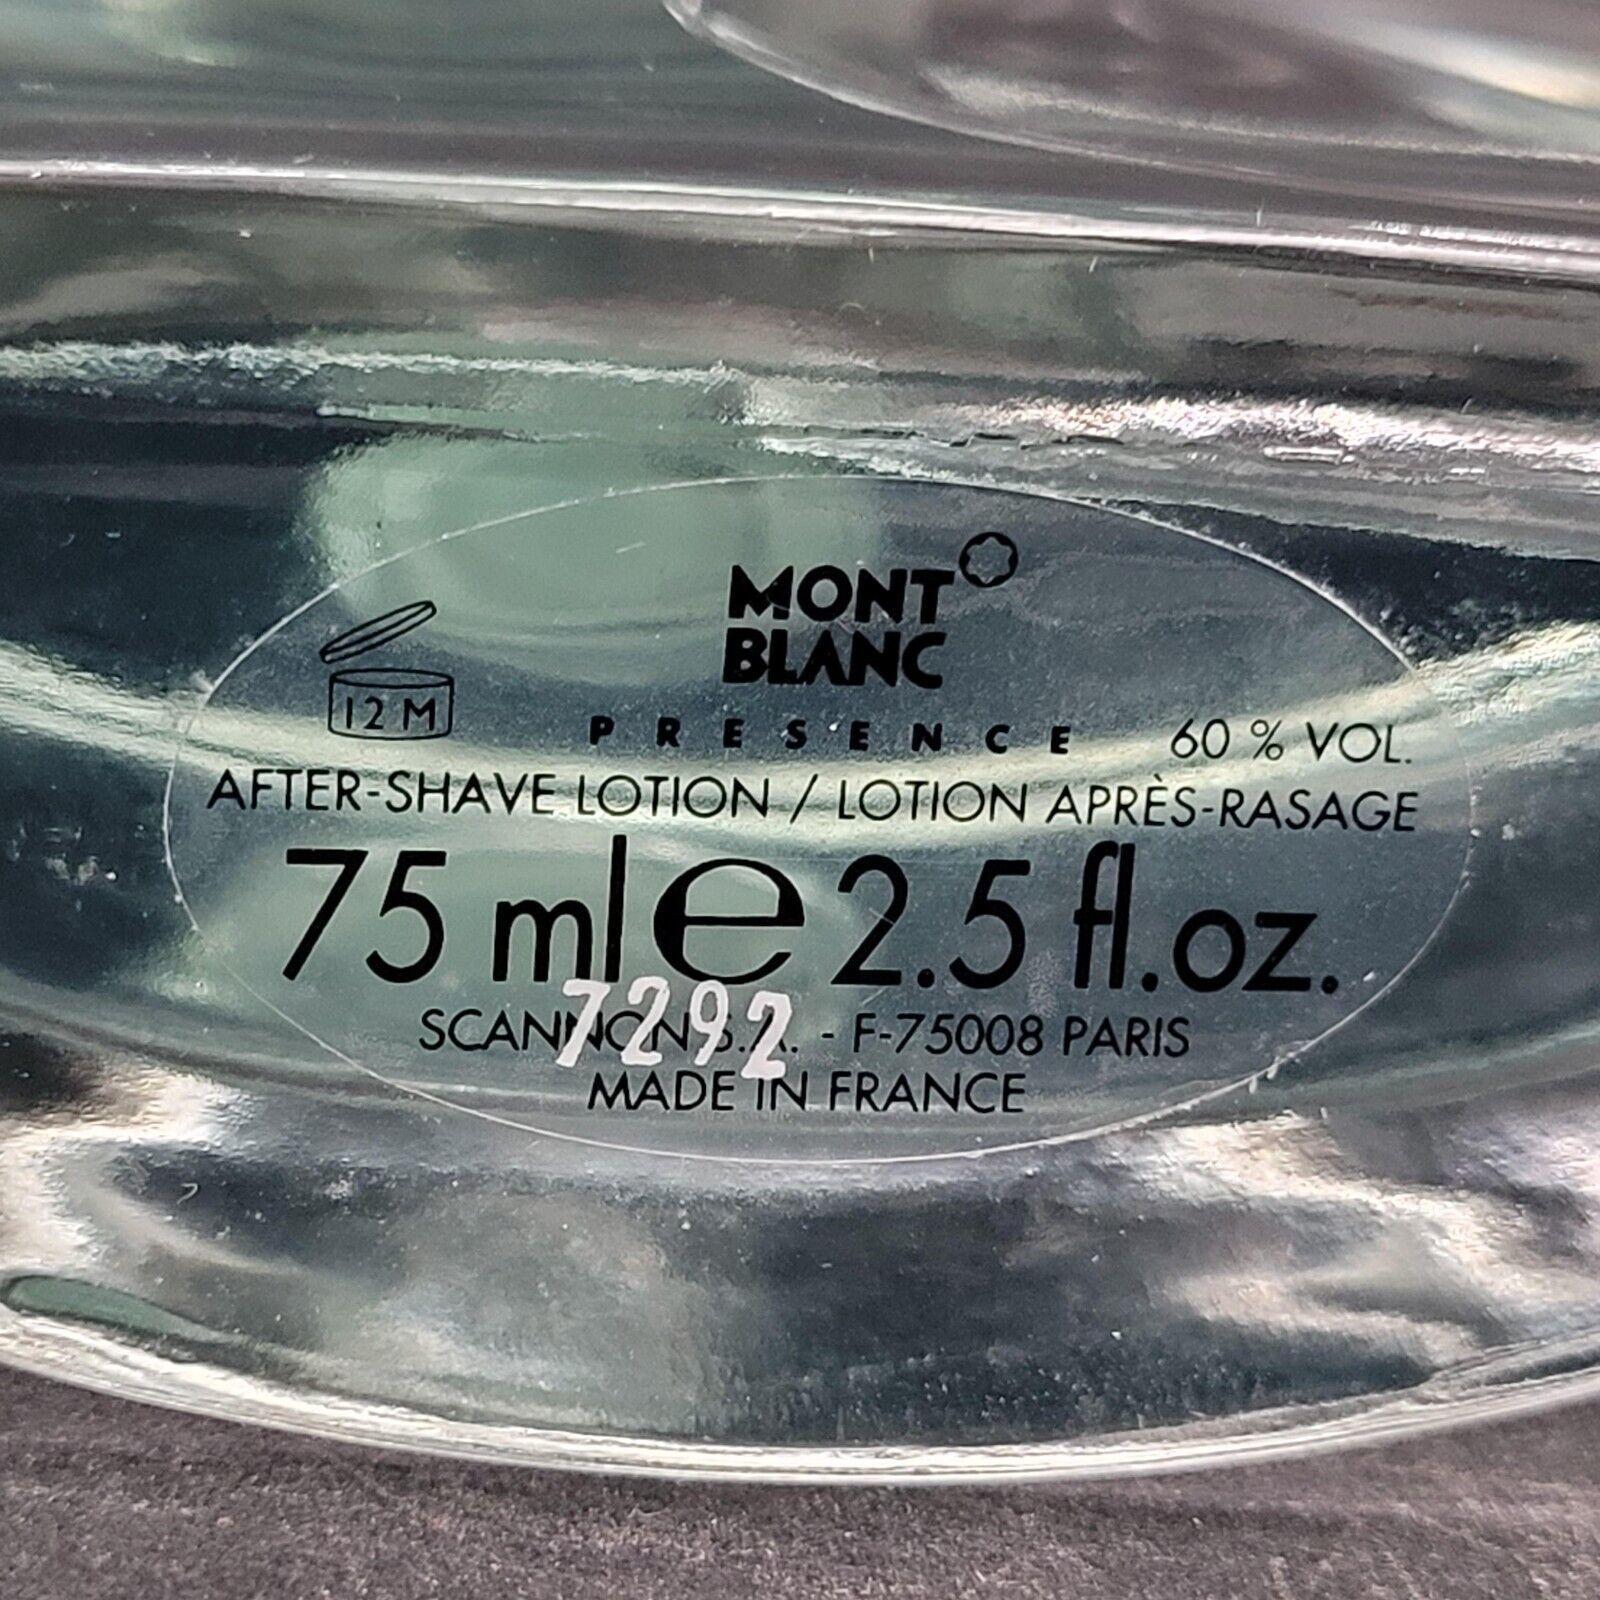 MONT
BLANC
12 M
PRESENCE 60 % VOL.
AFTER-SHAVE LOTION / LOTION APRÈS-RASAGE
75 ml e 2.5 fl.oz.
7292
SCANNON S.A. - F-75008 PARIS
MADE IN FRANCE